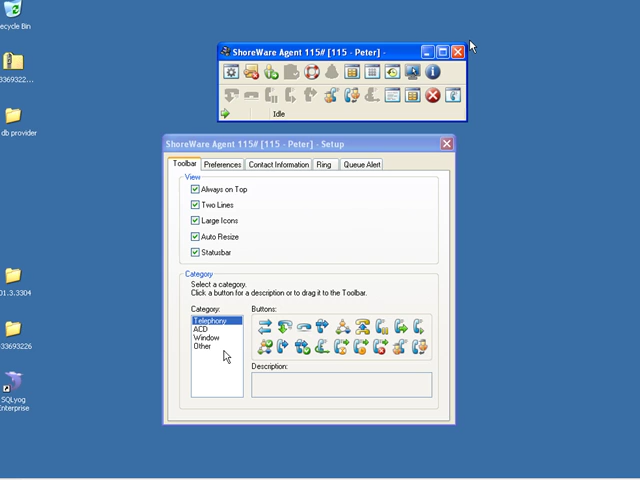 ecycle Bin
ShoreWare Agent 115# [115 - Peter] -
3369322...
db provider
Idle
ShoreWare Agent 115# [115 - Peter] - Setup
Toolbar
Preferences
Contact Information
Ring
Queue Alert
View
Always on Top
Two Lines
Large Icons
Auto Resize
Statusbar
Category
Select a category.
Click a button for a description or to drag it to the Toolbar.
Category:
Buttons:
Telephony
ACD
Window
Other
Description:
01.3.3304
33693226
SQLyog
Enterprise